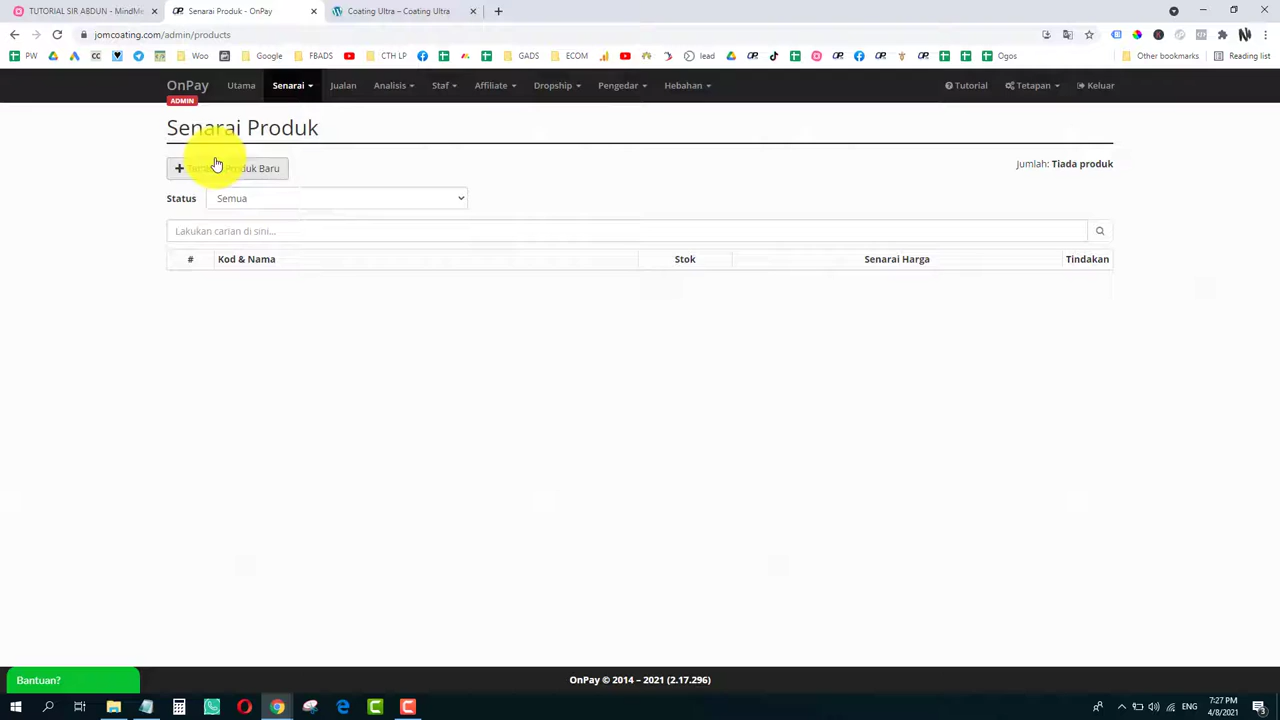 TUTORIAL SIR ABDUN - MindMe
Senarai Produk - OnPay
Coating Ultra – Coating Ultra
jomcoating.com/admin/products
PW
Woo
Google
FBADS
CTH LP
lead
GADS
ECOM
Ogos
Other bookmarks
Reading list
OnPay
ADMIN
Utama
Senarai
Jualan
Analisis
Staf
Affiliate
Dropship
Pengedar
Hebahan
Tutorial
Tetapan
Keluar
Senarai Produk
Produk Baru
Jumlah: Tiada produk
Status
Semua
Lakukan carian di sini...
# Kod & Nama Stok Senarai Harga Tindakan
Bantuan?
OnPay © 2014 – 2021 (2.17.296)
ENG
7:27 PM
4/8/2021